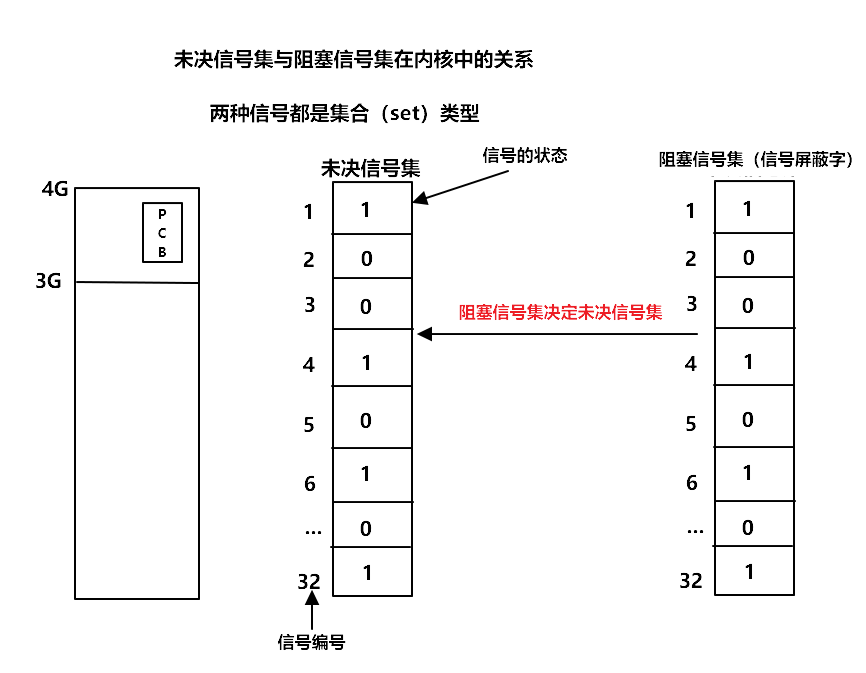 未决信号集与阻塞信号集在内核中的关系
两种信号都是集合（set）类型
未决信号集
信号的状态
阻塞信号集（信号屏蔽字）
4G
P
C
B
3G
1 1
2 0
3 0
4 1
5 0
6 1
... 0
32 1
信号编号
阻塞信号集决定未决信号集
1 1
2 0
3 0
4 1
5 0
6 1
... 0
32 1